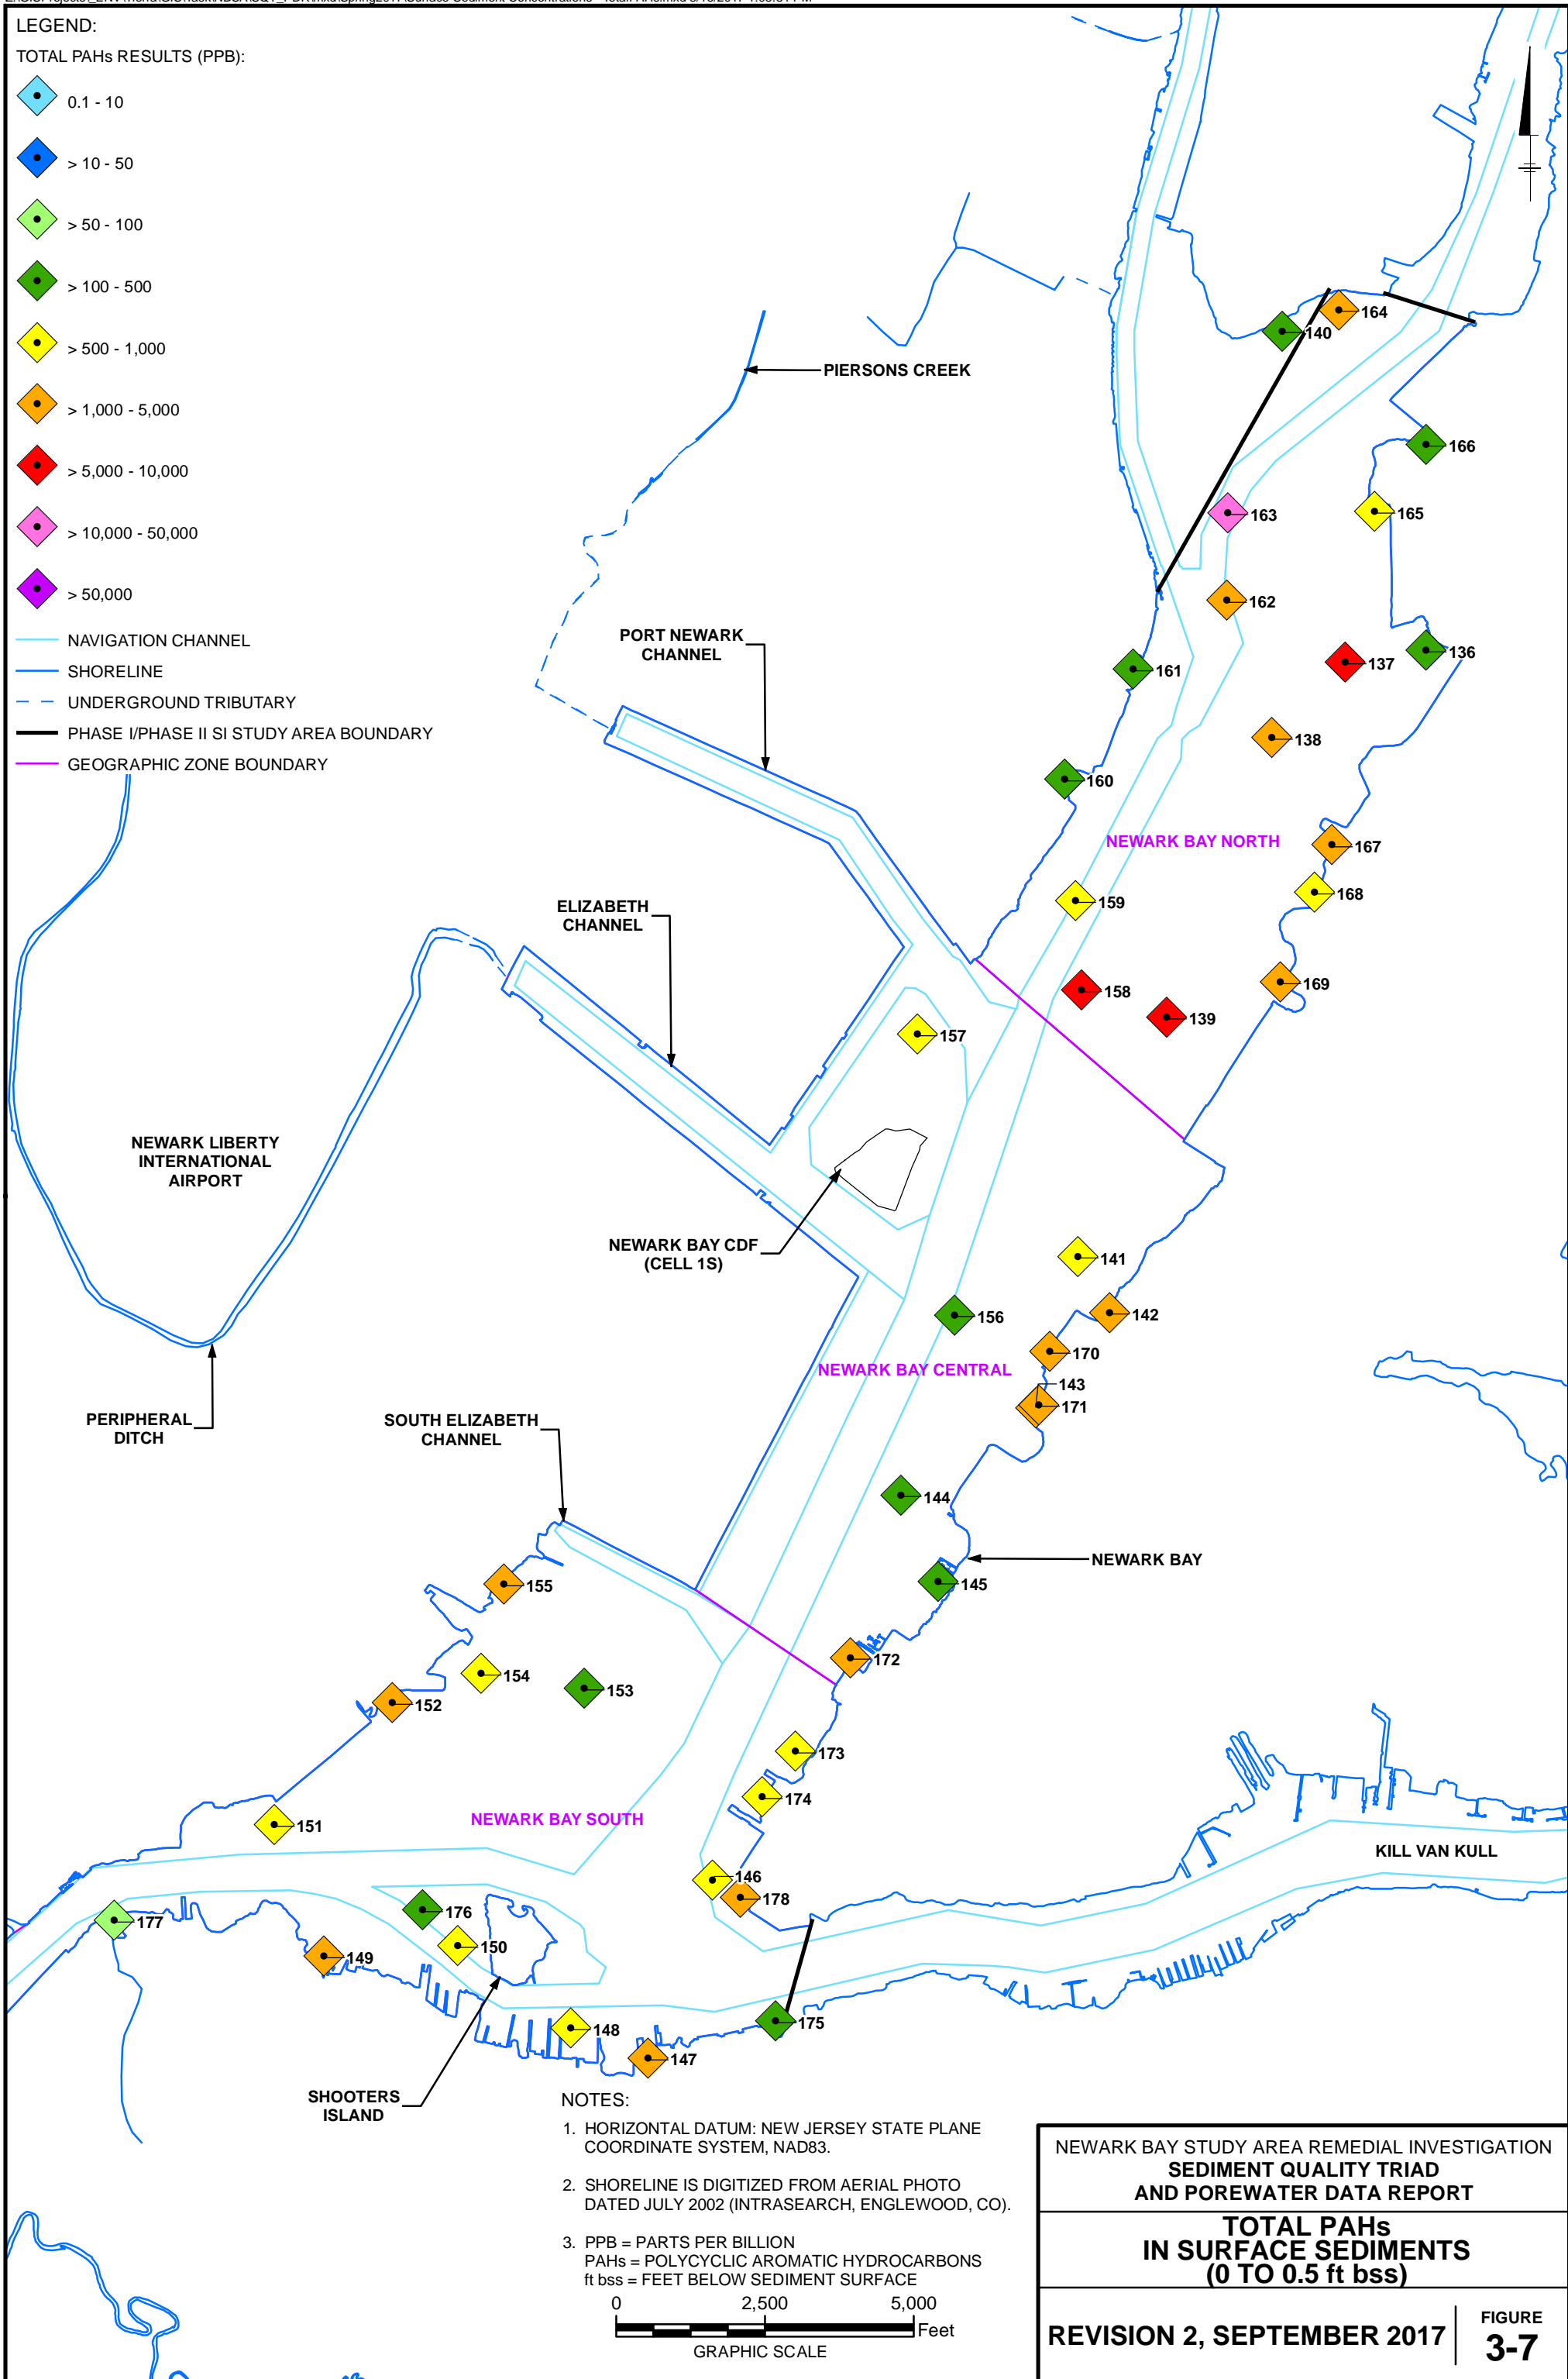 LEGEND:
TOTAL PAHs RESULTS (PPB):
0.1 - 10
> 10 - 50
> 50 - 100
> 100 - 500
> 500 - 1,000
> 1,000 - 5,000
> 5,000 - 10,000
> 10,000 - 50,000
> 50,000
NAVIGATION CHANNEL
SHORELINE
UNDERGROUND TRIBUTARY
PHASE I/PHASE II SI STUDY AREA BOUNDARY
GEOGRAPHIC ZONE BOUNDARY
164
140
PIERSONS CREEK
166
165
163
162
PORT NEWARK
CHANNEL
136
137
161
138
160
NEWARK BAY NORTH
167
168
159
ELIZABETH
CHANNEL
169
158
139
157
NEWARK LIBERTY
INTERNATIONAL
AIRPORT
NEWARK BAY CDF
(CELL 1S)
141
142
156
170
NEWARK BAY CENTRAL
143
171
PERIPHERAL
DITCH
SOUTH ELIZABETH
CHANNEL
144
NEWARK BAY
145
155
172
154
153
152
173
174
NEWARK BAY SOUTH
151
KILL VAN KULL
146
178
176
177
150
149
175
148
147
SHOOTERS
ISLAND
NOTES:
1. HORIZONTAL DATUM: NEW JERSEY STATE PLANE
COORDINATE SYSTEM, NAD83.
2. SHORELINE IS DIGITIZED FROM AERIAL PHOTO
DATED JULY 2002 (INTRASEARCH, ENGLEWOOD, CO).
3. PPB = PARTS PER BILLION
PAHs = POLYCYCLIC AROMATIC HYDROCARBONS
ft bss = FEET BELOW SEDIMENT SURFACE
0 2,500 5,000
Feet
GRAPHIC SCALE
NEWARK BAY STUDY AREA REMEDIAL INVESTIGATION
SEDIMENT QUALITY TRIAD
AND POREWATER DATA REPORT
TOTAL PAHs
IN SURFACE SEDIMENTS
(0 TO 0.5 ft bss)
REVISION 2, SEPTEMBER 2017
FIGURE
3-7